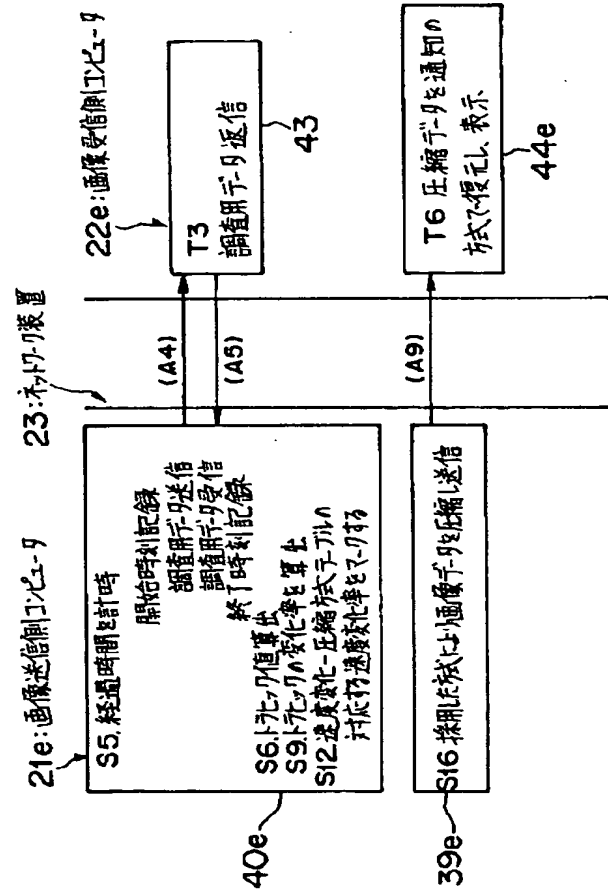 21e:画像送信側コンピュータ
23:ネットワーク装置
22e:画像受信側コンピュータ
S5.経過時間を計時
開始時刻記録
調査用データ送信
調査用データ受信
終了時刻記録
S6.トラヒック値算出
S9.トラヒックの変化率を算出
S12.速度変化-圧縮方式テーブルの
対応する速度変化率をマークする
40e
(A4)
(A5)
T3
調査用データ返信
43
S16.採用した方式により画像データを圧縮し送信
39e
(A9)
T6 圧縮データを通知の
方式で復元し、表示
44e